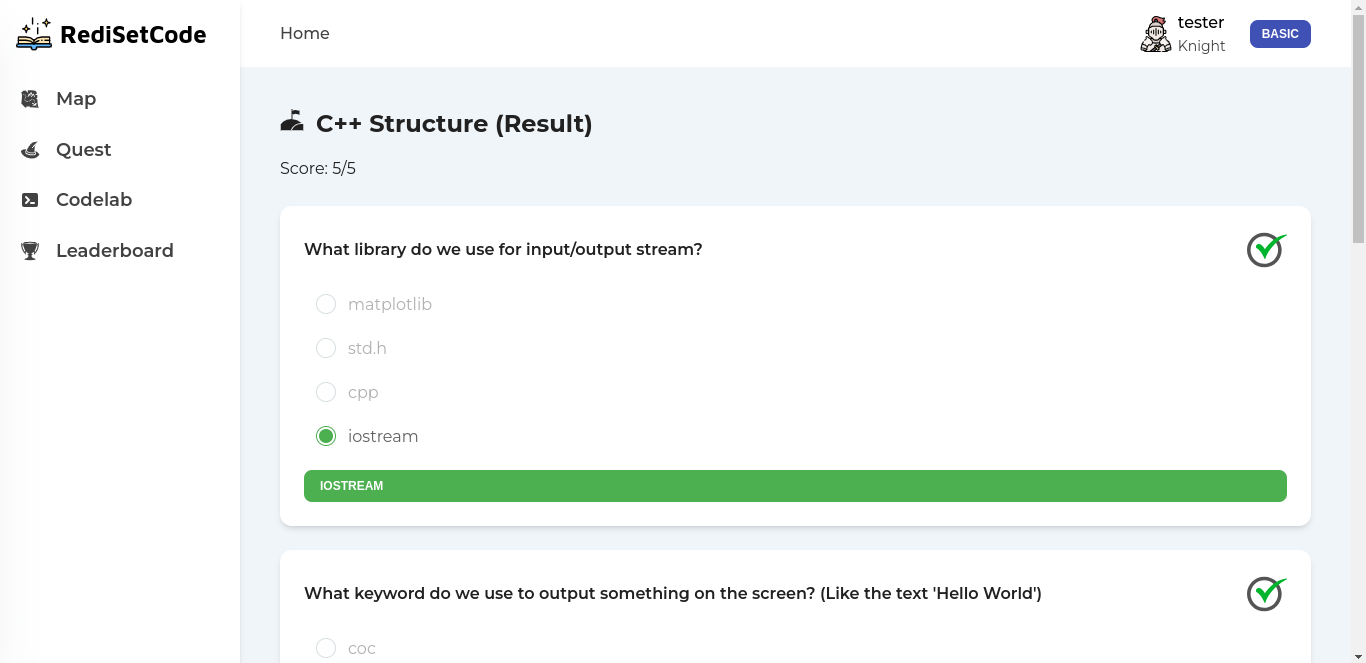 RediSetCode
Home
tester
Knight
BASIC
Map
Quest
Codelab
Leaderboard
C++ Structure (Result)
Score: 5/5
What library do we use for input/output stream?
matplotlib
std.h
cpp
iostream
IOSTREAM
What keyword do we use to output something on the screen? (Like the text 'Hello World')
coc